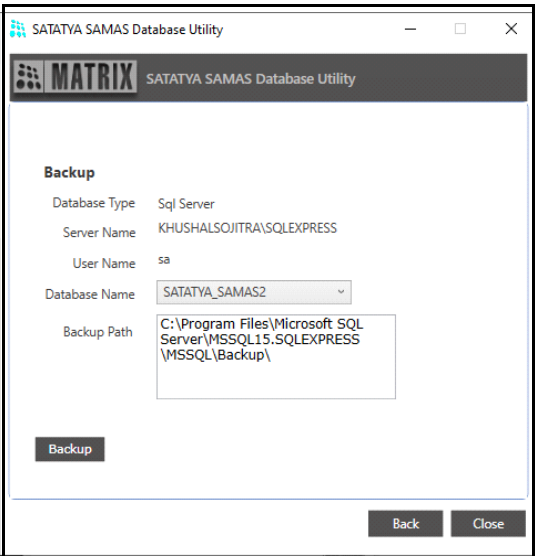 SATATYA SAMAS Database Utility
MATRIX SATATYA SAMAS Database Utility
Backup
Database Type Sql Server
Server Name KHUSHALSOJITRA\SQLEXPRESS
User Name sa
Database Name SATATYA_SAMAS2
Backup Path C:\Program Files\Microsoft SQL
Server\MSSQL15.SQLEXPRESS
\MSSQL\Backup\
Backup
Back Close